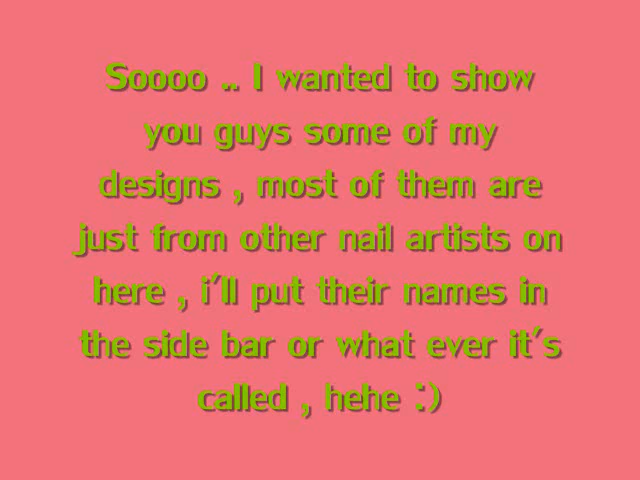 Soooo .. I wanted to show
you guys some of my
designs , most of them are
just from other nail artists on
here , i'll put their names in
the side bar or what ever it's
called , hehe :)